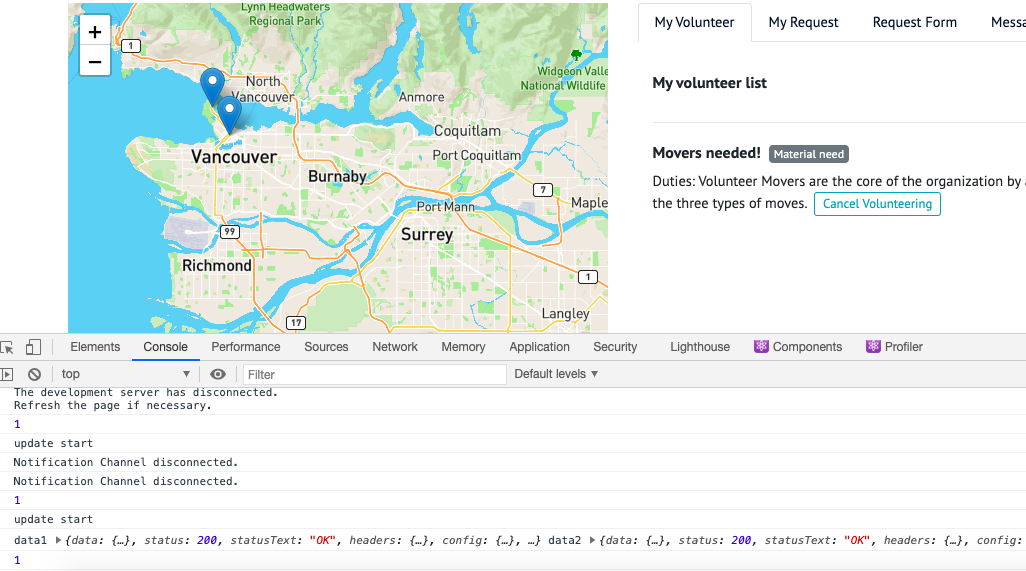 Lynn Headwaters
Regional Park
+
−
1
North
Vancouver
Widgeon Valle
National Wildlife
Anmore
Coquitlam
Vancouver
Port Coquitlam
Burnaby
7
Port Mann
Maple
99
Surrey
Richmond
1
17
Langley
My Volunteer My Request Request Form Messa
My volunteer list
Movers needed! Material need
Duties: Volunteer Movers are the core of the organization by a
the three types of moves. Cancel Volunteering
Elements Console Performance Sources Network Memory Application Security Lighthouse Components Profiler
top ▼ Filter Default levels ▼
The development server has disconnected.
Refresh the page if necessary.
1
update start
Notification Channel disconnected.
Notification Channel disconnected.
1
update start
data1 ▶{data: {…}, status: 200, statusText: "OK", headers: {…}, config: {…}, …} data2 ▶{data: {…}, status: 200, statusText: "OK", headers: {…}, config:
1